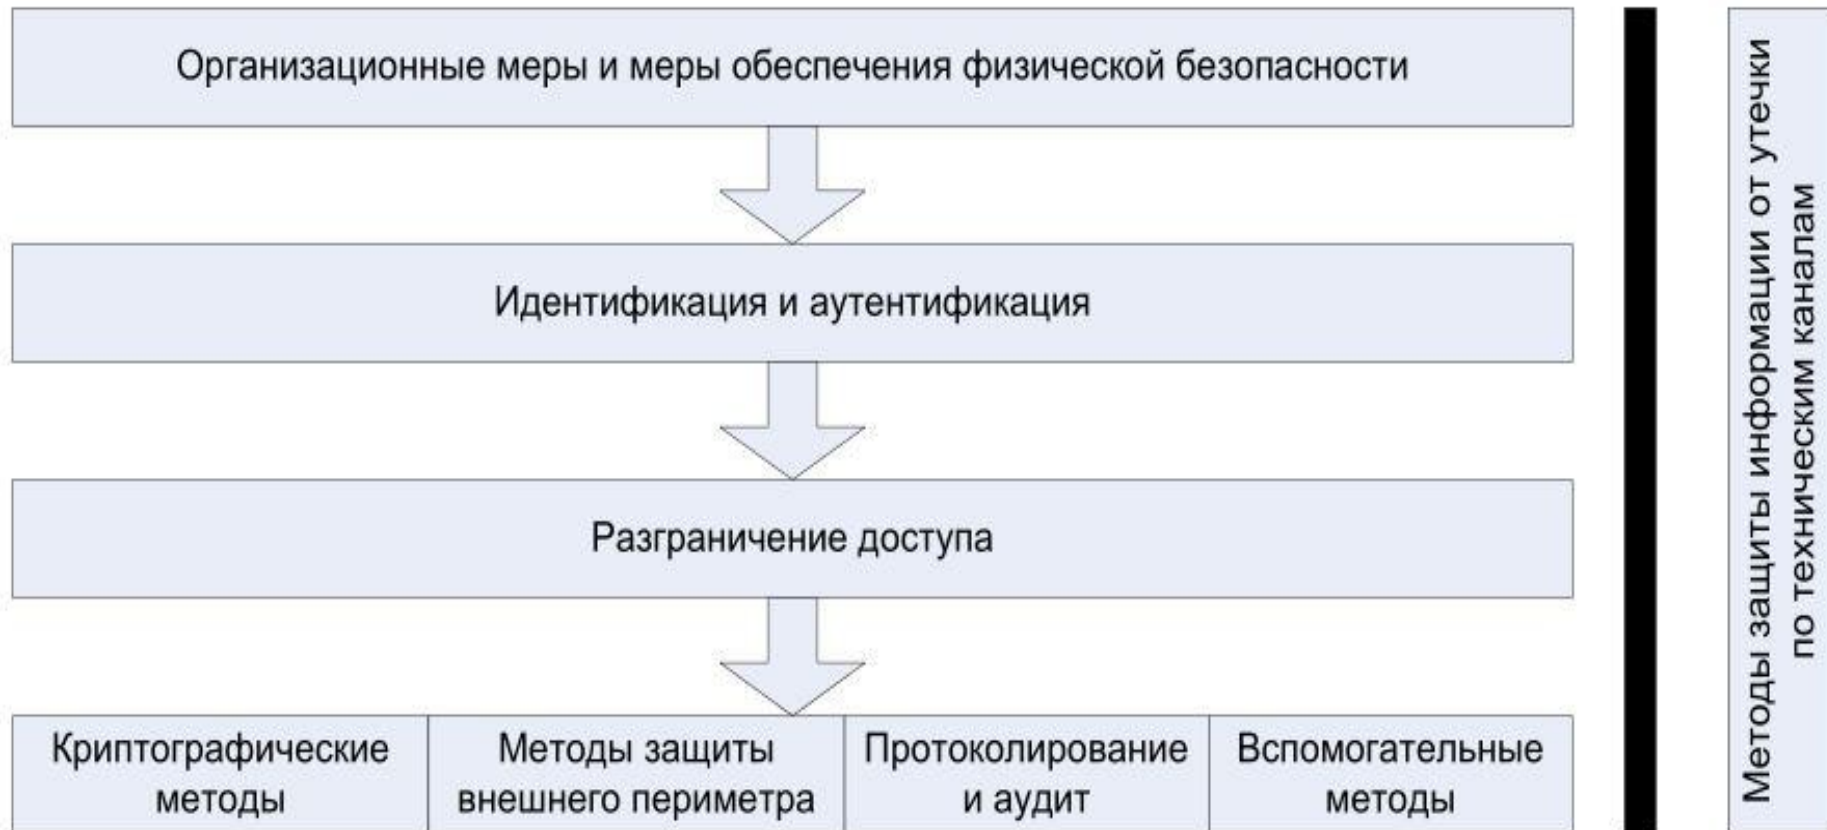 Организационные меры и меры обеспечения физической безопасности
Идентификация и аутентификация
Разграничение доступа
Криптографические
методы
Методы защиты
внешнего периметра
Протоколирование
и аудит
Вспомогательные
методы
Методы защиты информации от утечки
по техническим каналам